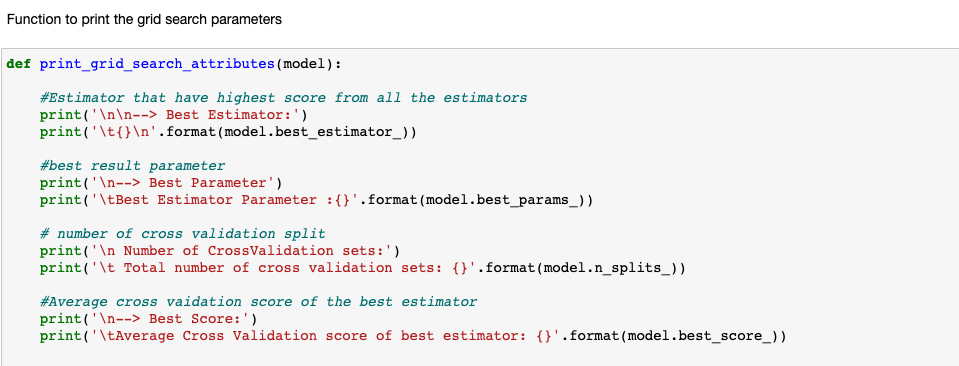 Function to print the grid search parameters
def print_grid_search_attributes(model):
#Estimator that have highest score from all the estimators
print('\n\n--> Best Estimator:')
print('\t{}\n'.format(model.best_estimator_))
#best result parameter
print('\n--> Best Parameter')
print('\tBest Estimator Parameter :{}'.format(model.best_params_))
# number of cross validation split
print('\n Number of CrossValidation sets:')
print('\t Total number of cross validation sets: {}'.format(model.n_splits_))
#Average cross vaidation score of the best estimator
print('\n--> Best Score:')
print('\tAverage Cross Validation score of best estimator: {}'.format(model.best_score_))